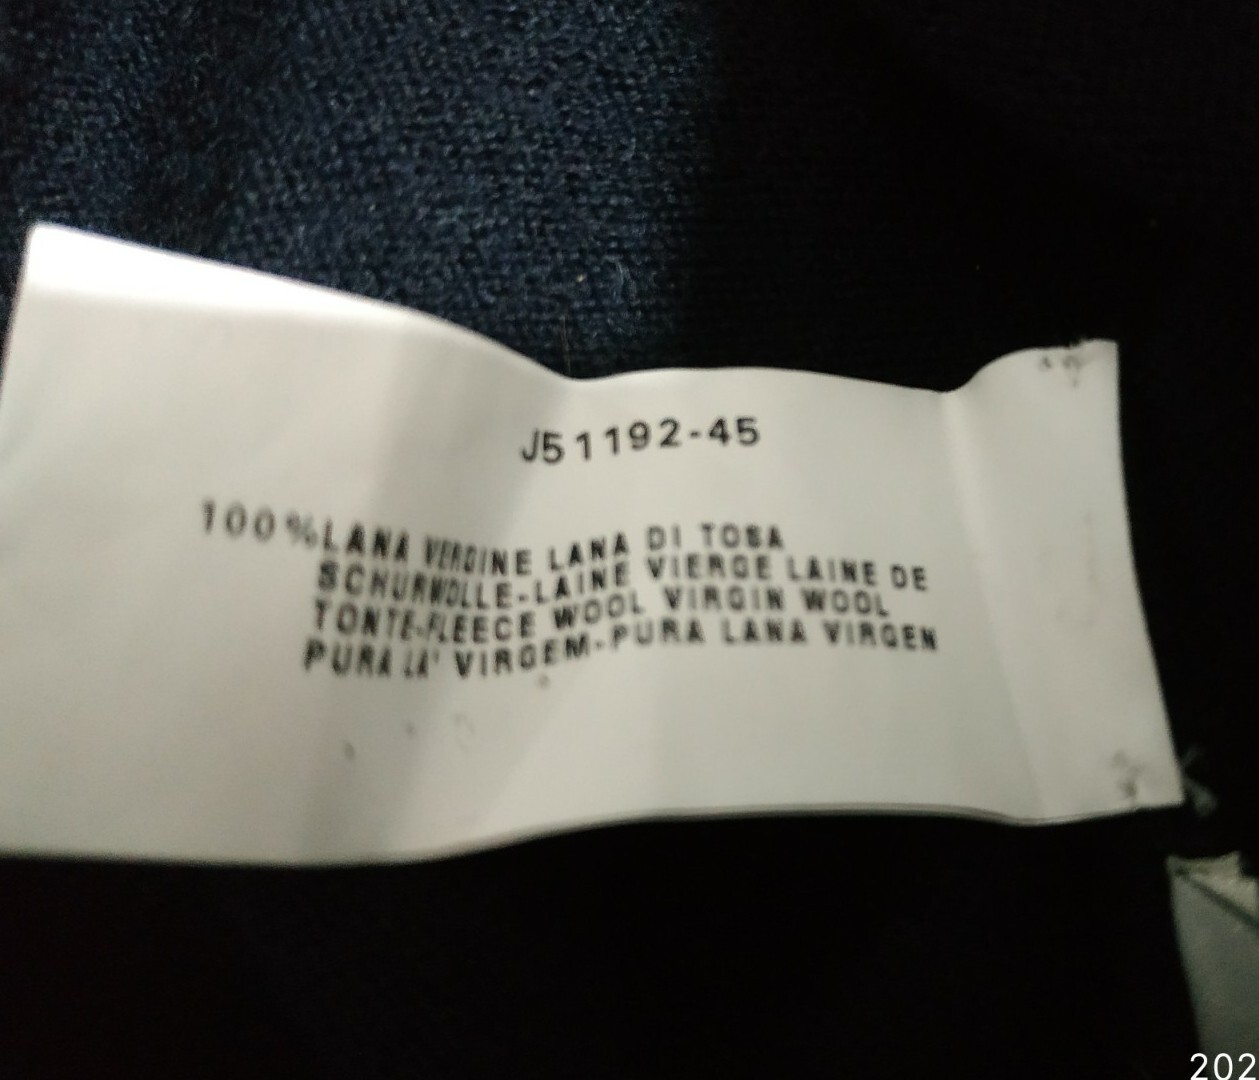 J51192-45
100%LANA VERGINE LANA DI TOSA
SCHURWOLLE-LAINE VIERGE LAINE DE
TONTE-FLEECE WOOL VIRGIN WOOL
PURA LA' VIRGEM-PURA LANA VIRGEN
202